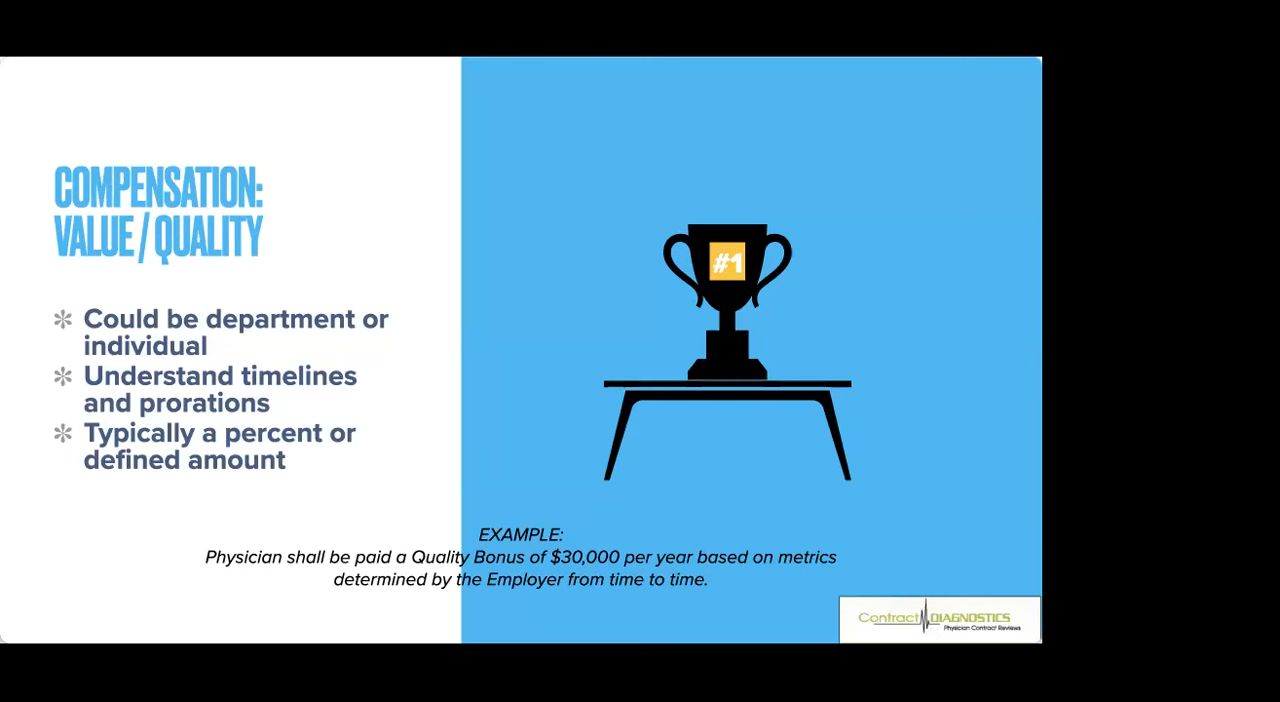 COMPENSATION:
VALUE / QUALITY
Could be department or
individual
Understand timelines
and prorations
Typically a percent or
defined amount
#1
EXAMPLE:
Physician shall be paid a Quality Bonus of $30,000 per year based on metrics
determined by the Employer from time to time.
Contract DIAGNOSTICS
Physician Contract Reviews